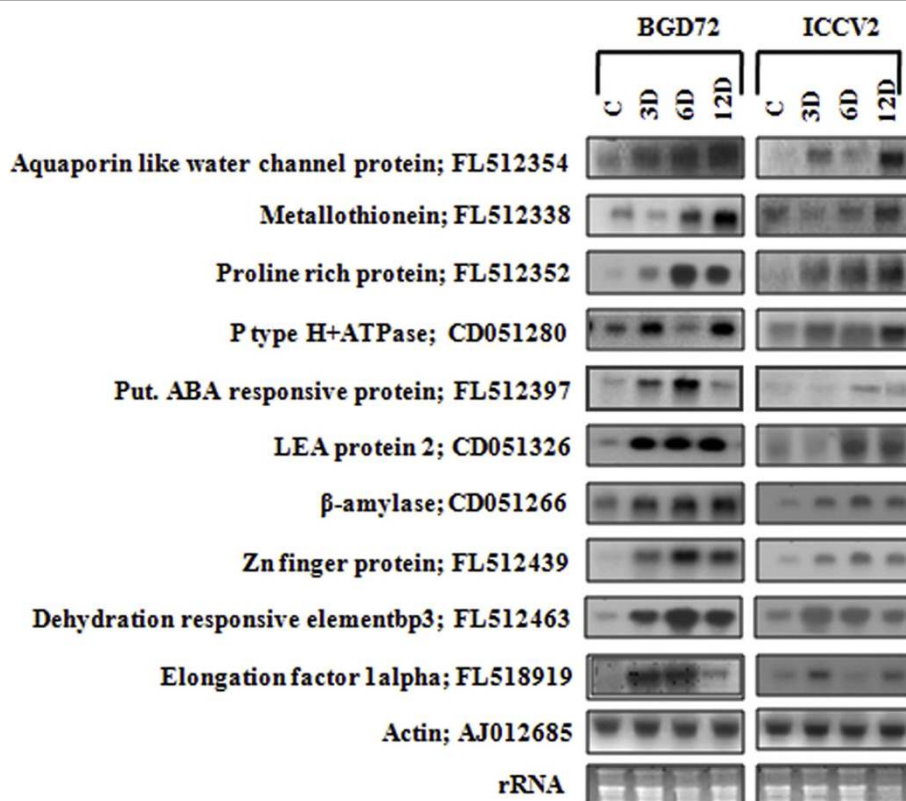 BGD72 ICCV2
C 3D 6D 12D C 3D 6D 12D
Aquaporin like water channel protein; FL512354
Metallothionein; FL512338
Proline rich protein; FL512352
P type H+ATPase; CD051280
Put. ABA responsive protein; FL512397
LEA protein 2; CD051326
β-amylase; CD051266
Zn finger protein; FL512439
Dehydration responsive elementbp3; FL512463
Elongation factor 1alpha; FL518919
Actin; AJ012685
rRNA